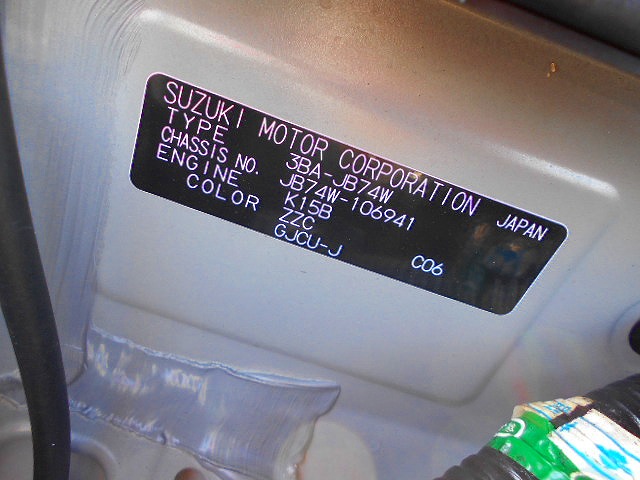 SUZUKI MOTOR CORPORATION JAPAN
TYPE 3BA-JB74W
CHASSIS NO. JB74W-106941
ENGINE K15B
COLOR ZZC
GJCU-J C06